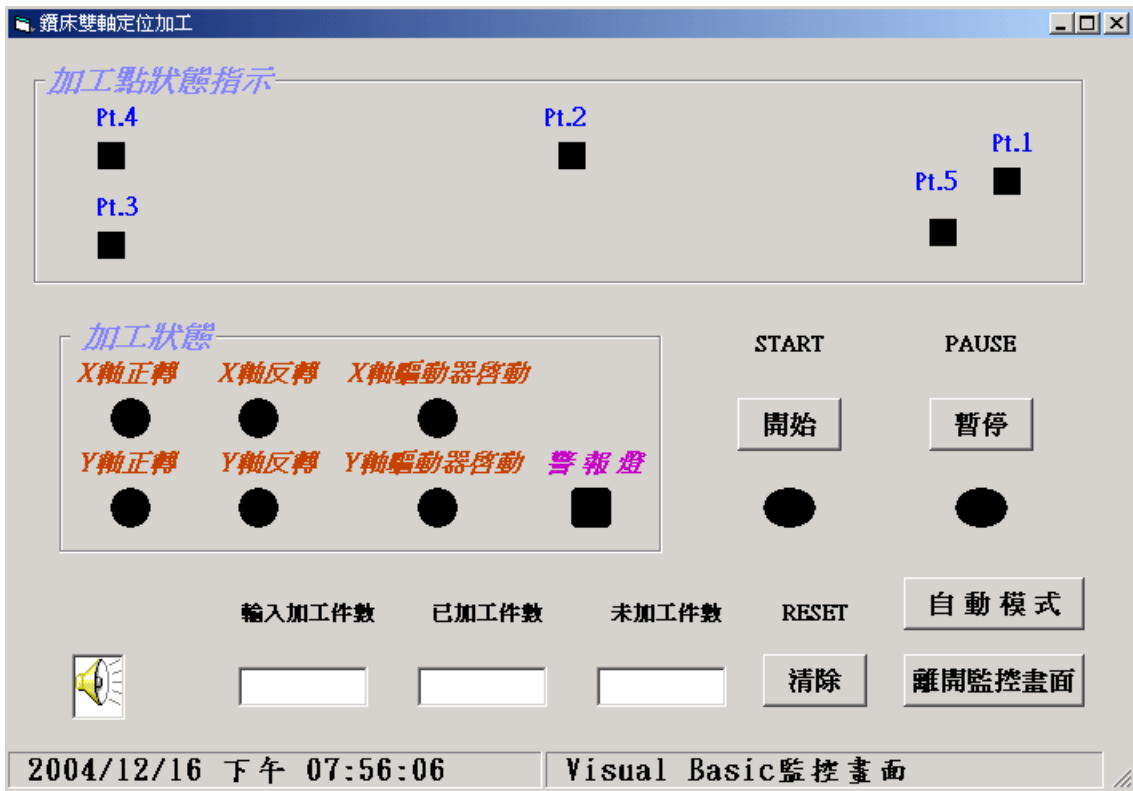 鑽床雙軸定位加工
加工點狀態指示
Pt.4
Pt.2
Pt.1
Pt.5
Pt.3
加工狀態
X軸正轉 X軸反轉 X軸驅動器啓動
Y軸正轉 Y軸反轉 Y軸驅動器啓動 警報燈
START PAUSE
開始 暫停
輸入加工件數 已加工件數 未加工件數 RESET
自動模式
清除
離開監控畫面
2004/12/16 下午 07:56:06 Visual Basic監控畫面